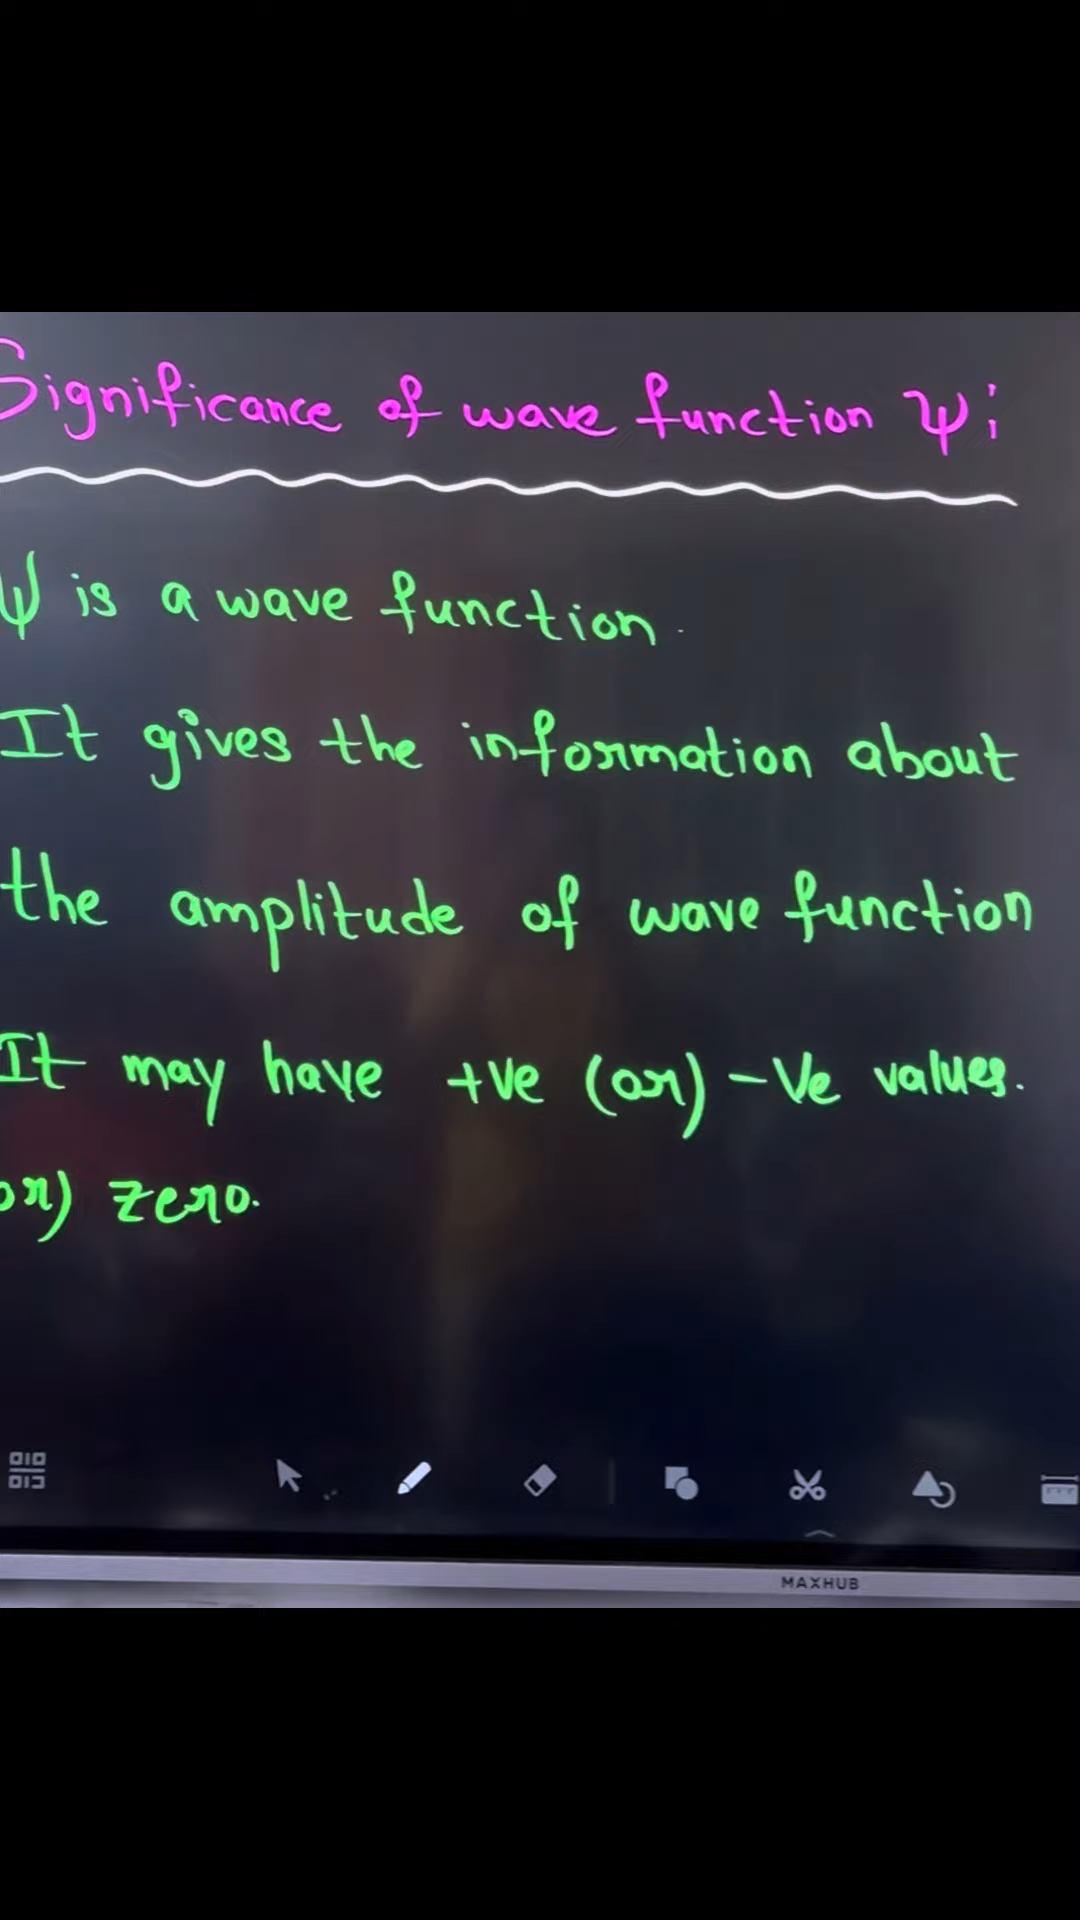 Significance of wave function ψ:
ψ is a wave function.
It gives the information about
the amplitude of wave function
It may have +ve (or) -ve values.
or) zero.
MAXHUB